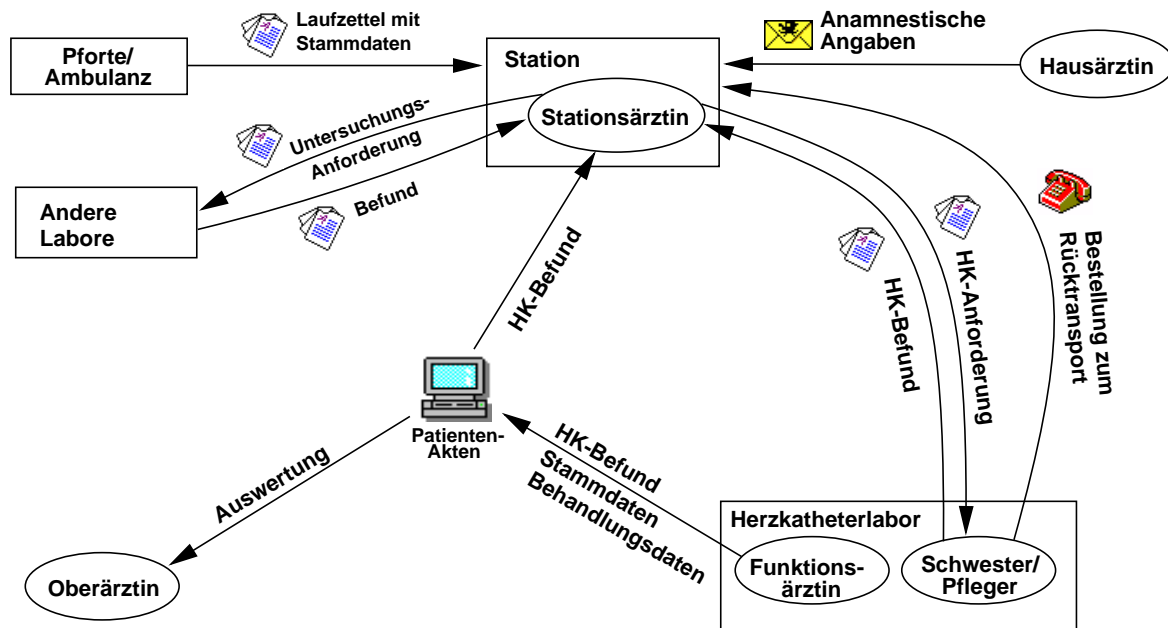 Laufzettel mit
Stammdaten
Anamnestische
Angaben
Pforte/
Ambulanz
Station
Hausärztin
Stationsärztin
Untersuchungs-
Anforderung
Befund
Andere
Labore
HK-Befund
HK-Befund
HK-Anforderung
Bestellung zum
Rücktransport
Patienten-
Akten
Auswertung
HK-Befund
Stammdaten
Behandlungsdaten
Herzkatheterlabor
Funktions-
ärztin
Schwester/
Pfleger
Oberärztin